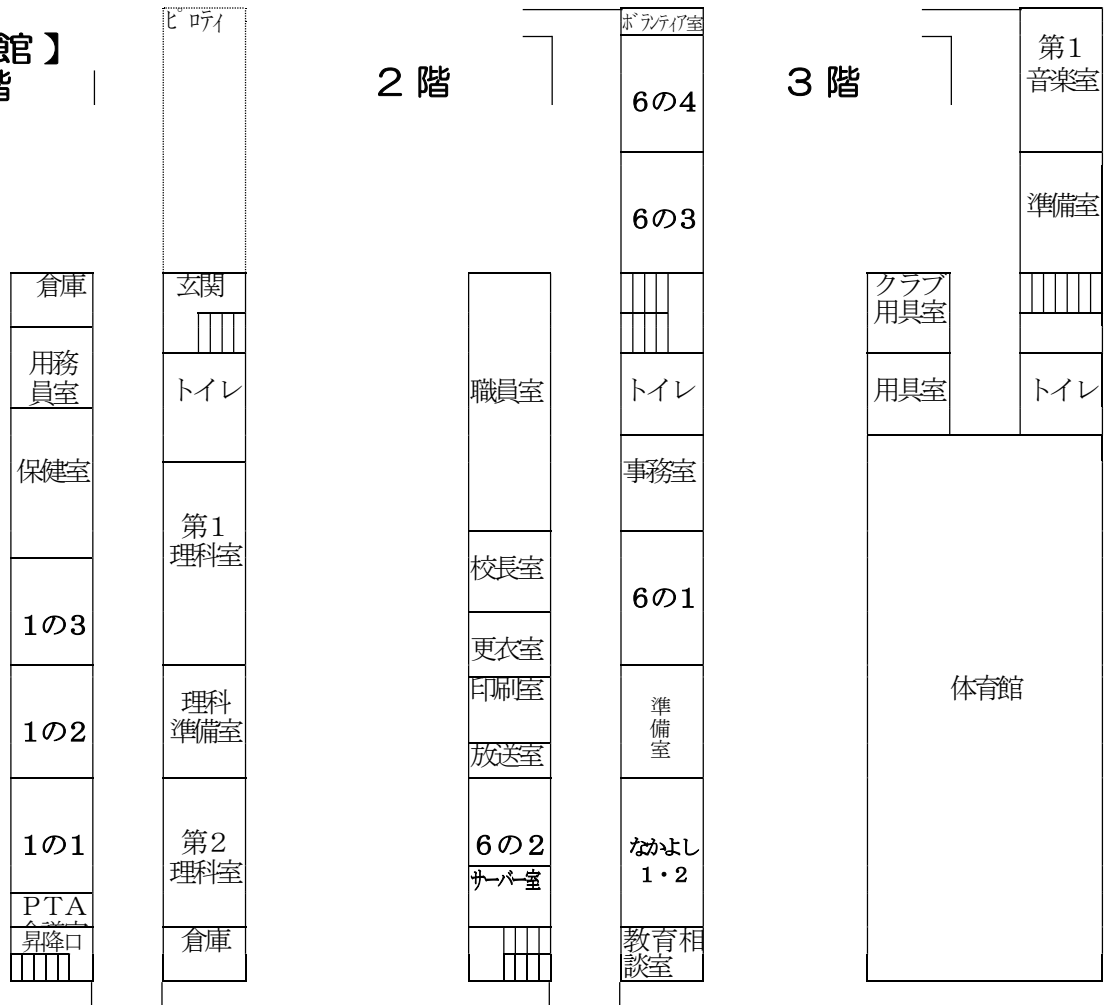 館】
階
ピロティ
倉庫
用務
員室
保健室
1の3
1の2
1の1
PTA
昇降口
玄関
トイレ
第1
理科室
理科
準備室
第2
理科室
倉庫
2階
職員室
校長室
更衣室
印刷室
放送室
6の2
サーバー室
ボランティア室
6の4
6の3
トイレ
事務室
6の1
準
備
室
なかよし
1・2
教育相
談室
3階
クラブ
用具室
用具室
第1
音楽室
準備室
トイレ
体育館